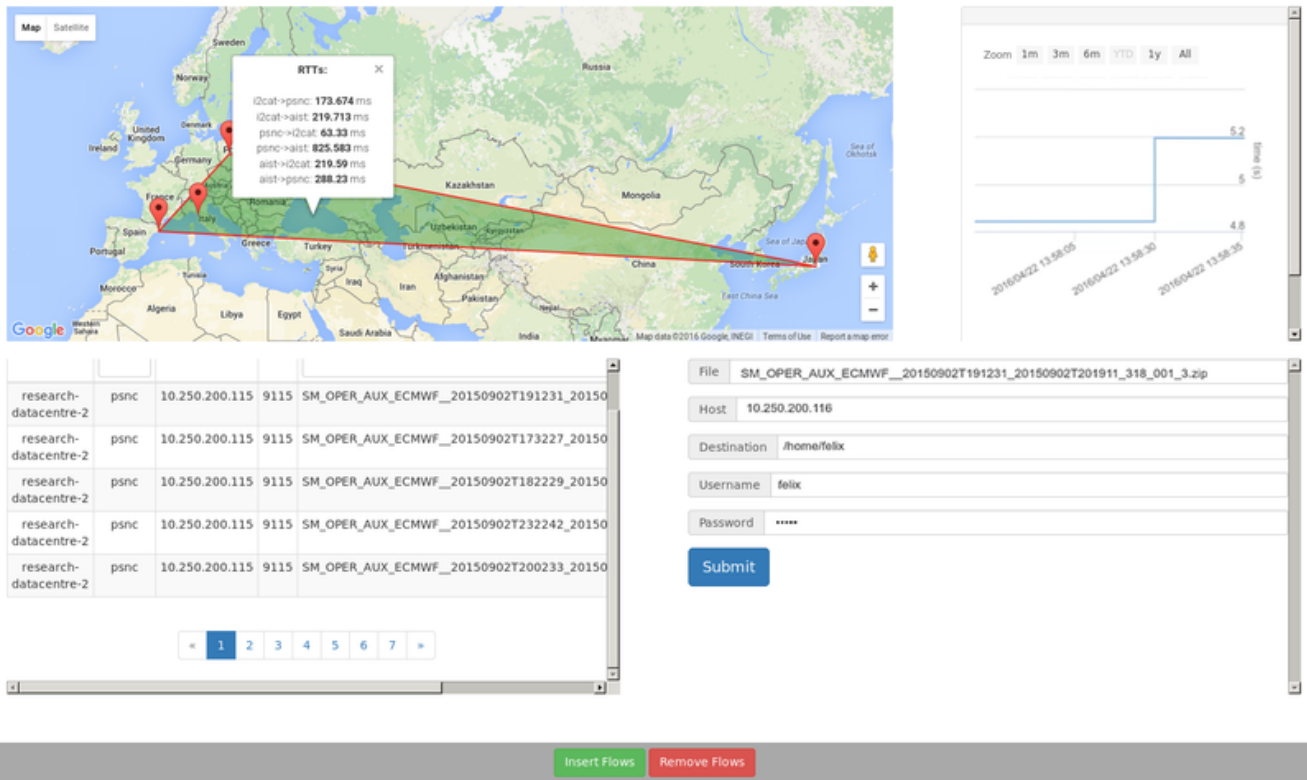 Map Satellite
Sweden
Norway
Russia
RTTs: ×
i2cat->psnc: 173.674 ms
i2cat->aist: 219.713 ms
psnc->i2cat: 63.33 ms
psnc->aist: 825.583 ms
aist->i2cat: 219.59 ms
aist->psnc: 288.23 ms
United
Kingdom
Denmark
Ireland
Germany
Sea of
Okhotsk
Austria
France
Romania
Kazakhstan
Mongolia
Italy
Spain
Portugal
Greece
Turkey
Uzbekistan
Kyrgyzstan
Turkmenistan
Sea of Japan
Japan
South Korea
China
Tunisia
Syria
Iraq
Iran
Afghanistan
Pakistan
East China Sea
Morocco
Algeria
Libya
Egypt
Nepal
Western
Sahara
Saudi Arabia
India
Myanmar
+
−
Google
Map data ©2016 Google, INEGI Terms of Use Report a map error
Zoom 1m 3m 6m YTD 1y All
5.2
5
4.8
time (s)
2016/04/22 13:58:05
2016/04/22 13:58:30
2016/04/22 13:58:35
research-
datacentre-2 psnc 10.250.200.115 9115 SM_OPER_AUX_ECMWF__20150902T191231_20150
research-
datacentre-2 psnc 10.250.200.115 9115 SM_OPER_AUX_ECMWF__20150902T173227_20150
research-
datacentre-2 psnc 10.250.200.115 9115 SM_OPER_AUX_ECMWF__20150902T182229_20150
research-
datacentre-2 psnc 10.250.200.115 9115 SM_OPER_AUX_ECMWF__20150902T232242_20150
research-
datacentre-2 psnc 10.250.200.115 9115 SM_OPER_AUX_ECMWF__20150902T200233_20150
« 1 2 3 4 5 6 7 »
File SM_OPER_AUX_ECMWF__20150902T191231_20150902T201911_318_001_3.zip
Host 10.250.200.116
Destination /home/felix
Username felix
Password •••••
Submit
Insert Flows Remove Flows